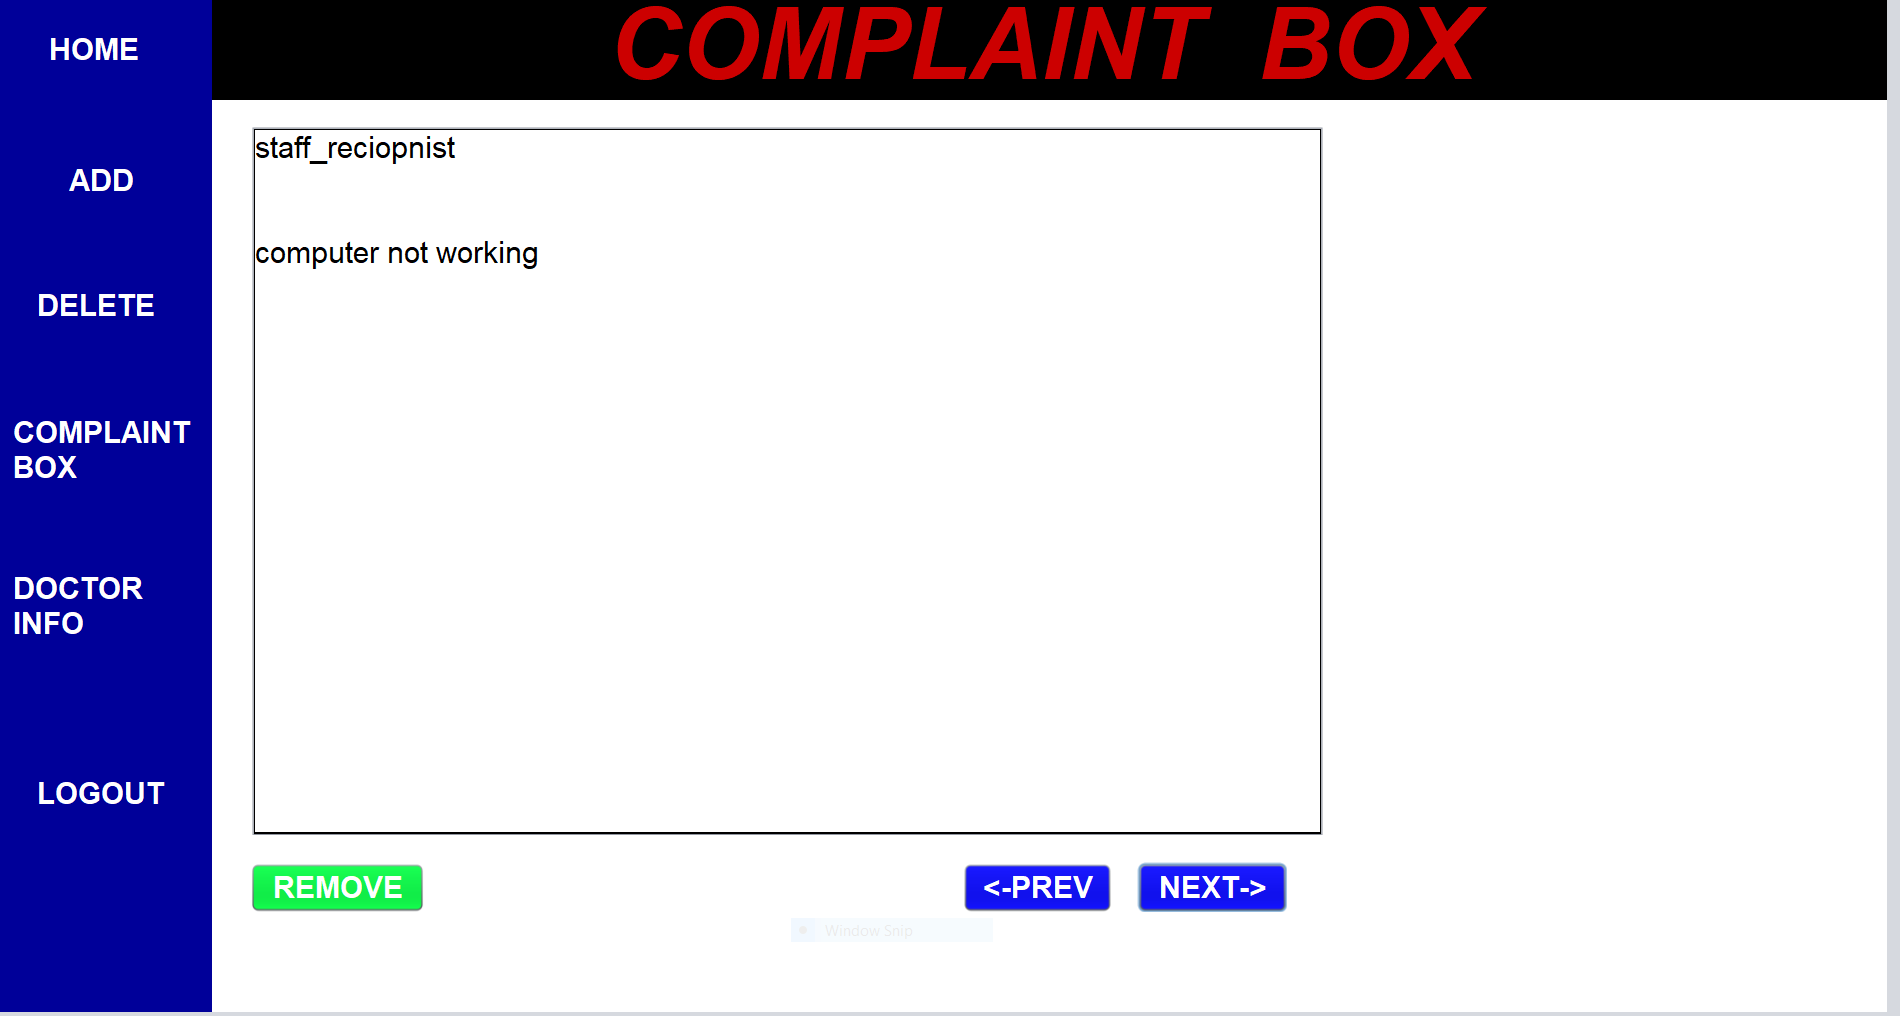 HOME
ADD
DELETE
COMPLAINT
BOX
DOCTOR
INFO
LOGOUT
COMPLAINT BOX
staff_reciopnist
computer not working
REMOVE
<-PREV
NEXT->
Window Snip